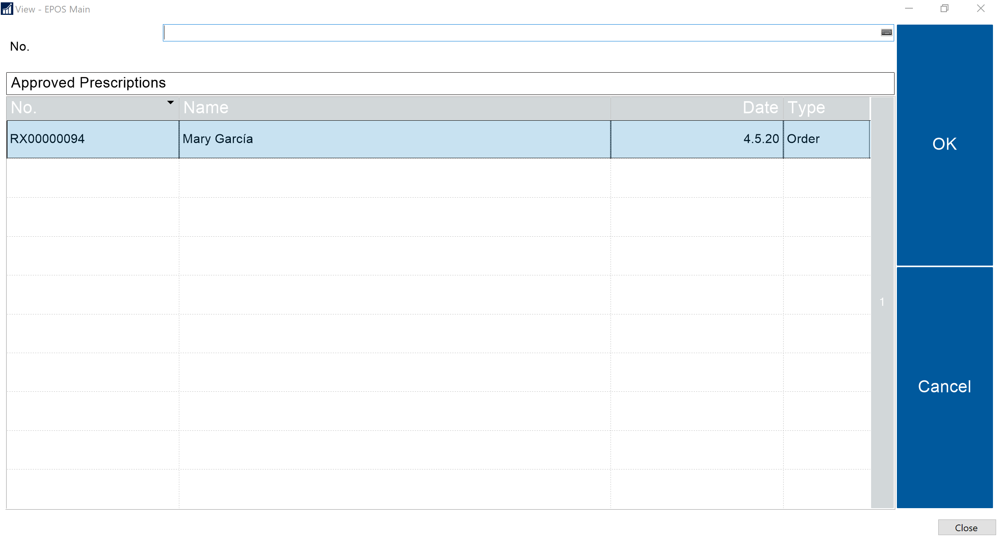 View - EPOS Main
No.
Approved Prescriptions
No. Name Date Type
RX00000094 Mary García 4.5.20 Order
OK
1
Cancel
Close